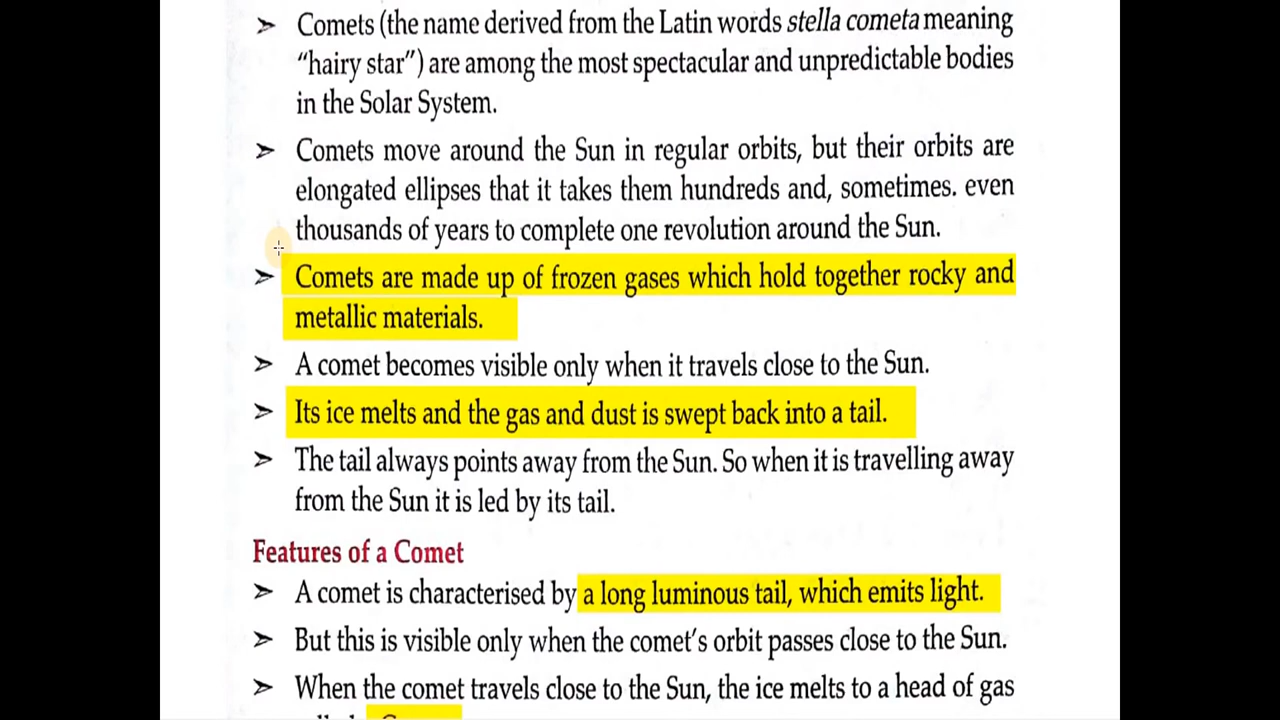 ➢ Comets (the name derived from the Latin words stella cometa meaning
“hairy star”) are among the most spectacular and unpredictable bodies
in the Solar System.
➢ Comets move around the Sun in regular orbits, but their orbits are
elongated ellipses that it takes them hundreds and, sometimes. even
thousands of years to complete one revolution around the Sun.
➢ Comets are made up of frozen gases which hold together rocky and
metallic materials.
➢ A comet becomes visible only when it travels close to the Sun.
➢ Its ice melts and the gas and dust is swept back into a tail.
➢ The tail always points away from the Sun. So when it is travelling away
from the Sun it is led by its tail.
Features of a Comet
➢ A comet is characterised by a long luminous tail, which emits light.
➢ But this is visible only when the comet’s orbit passes close to the Sun.
➢ When the comet travels close to the Sun, the ice melts to a head of gas